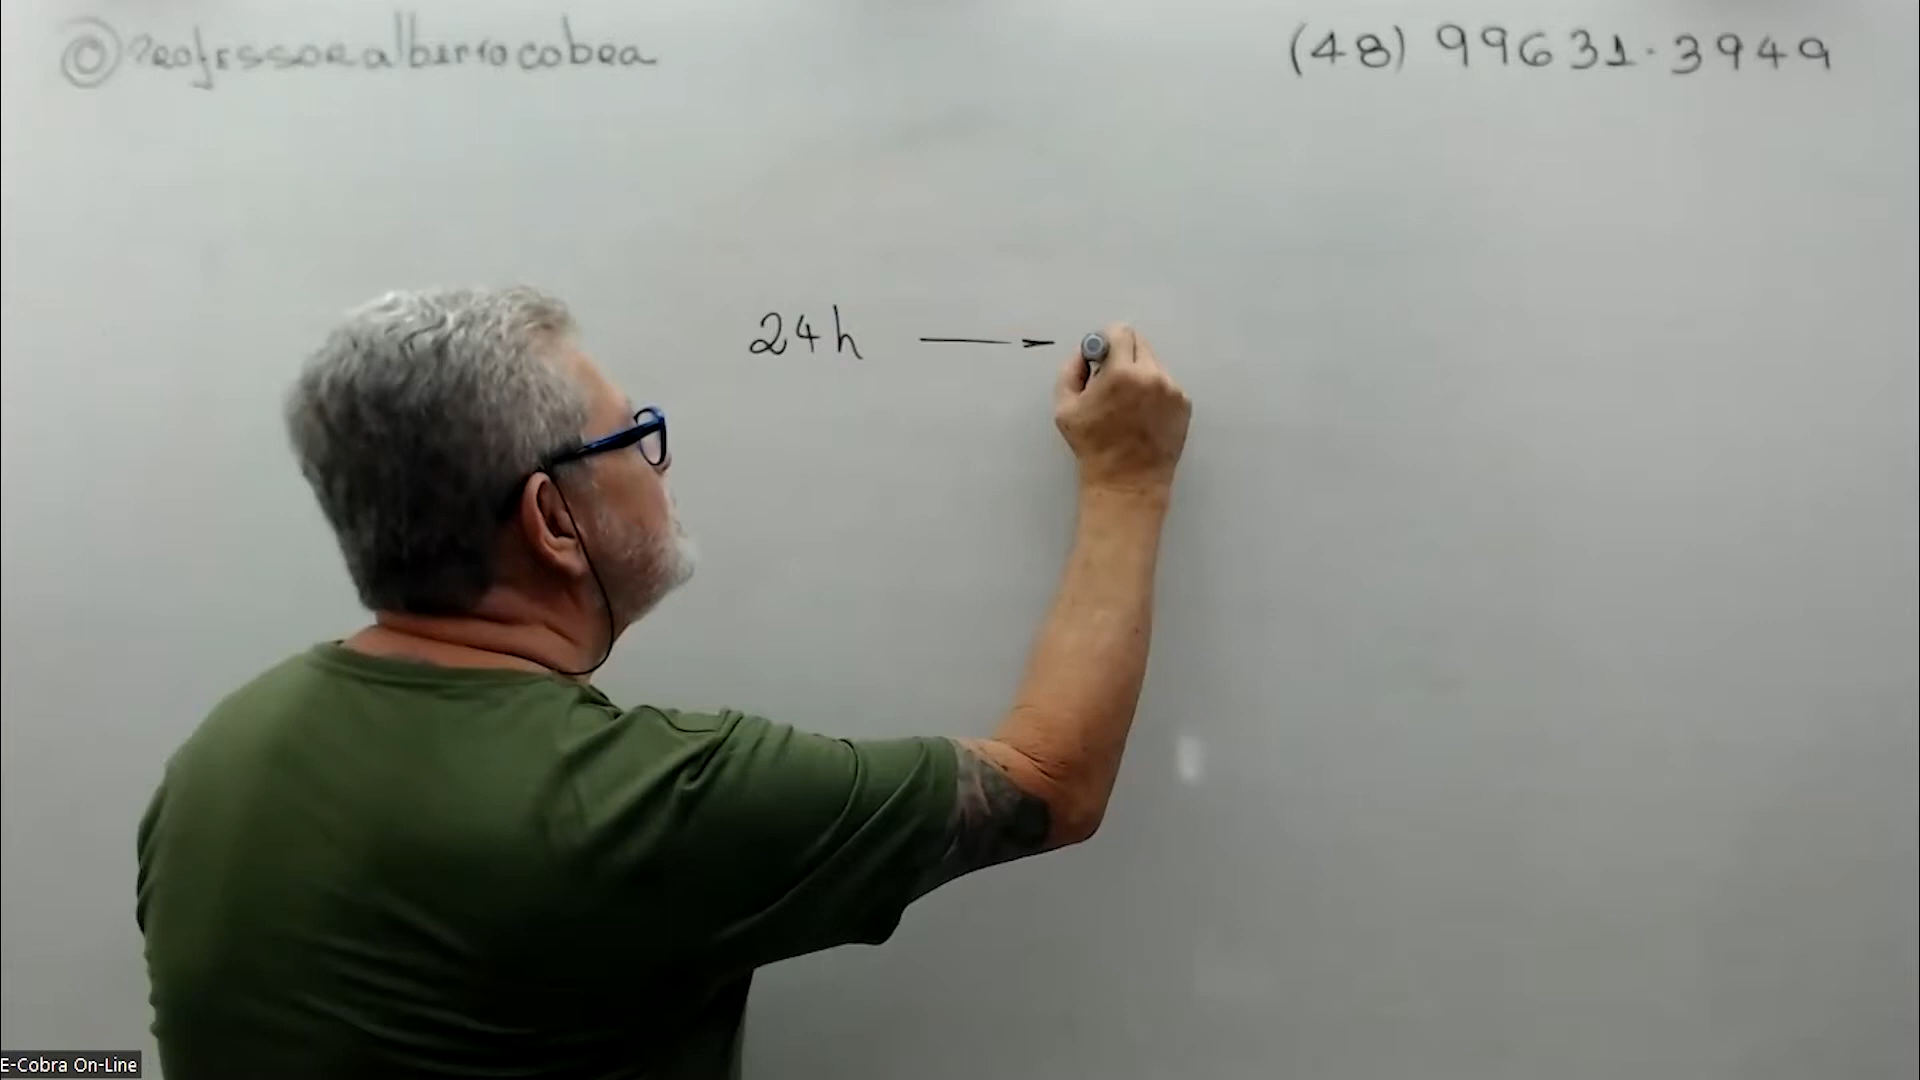 @Professoralbertocobra
(48) 99631-3949
24h →
E-Cobra On-Line